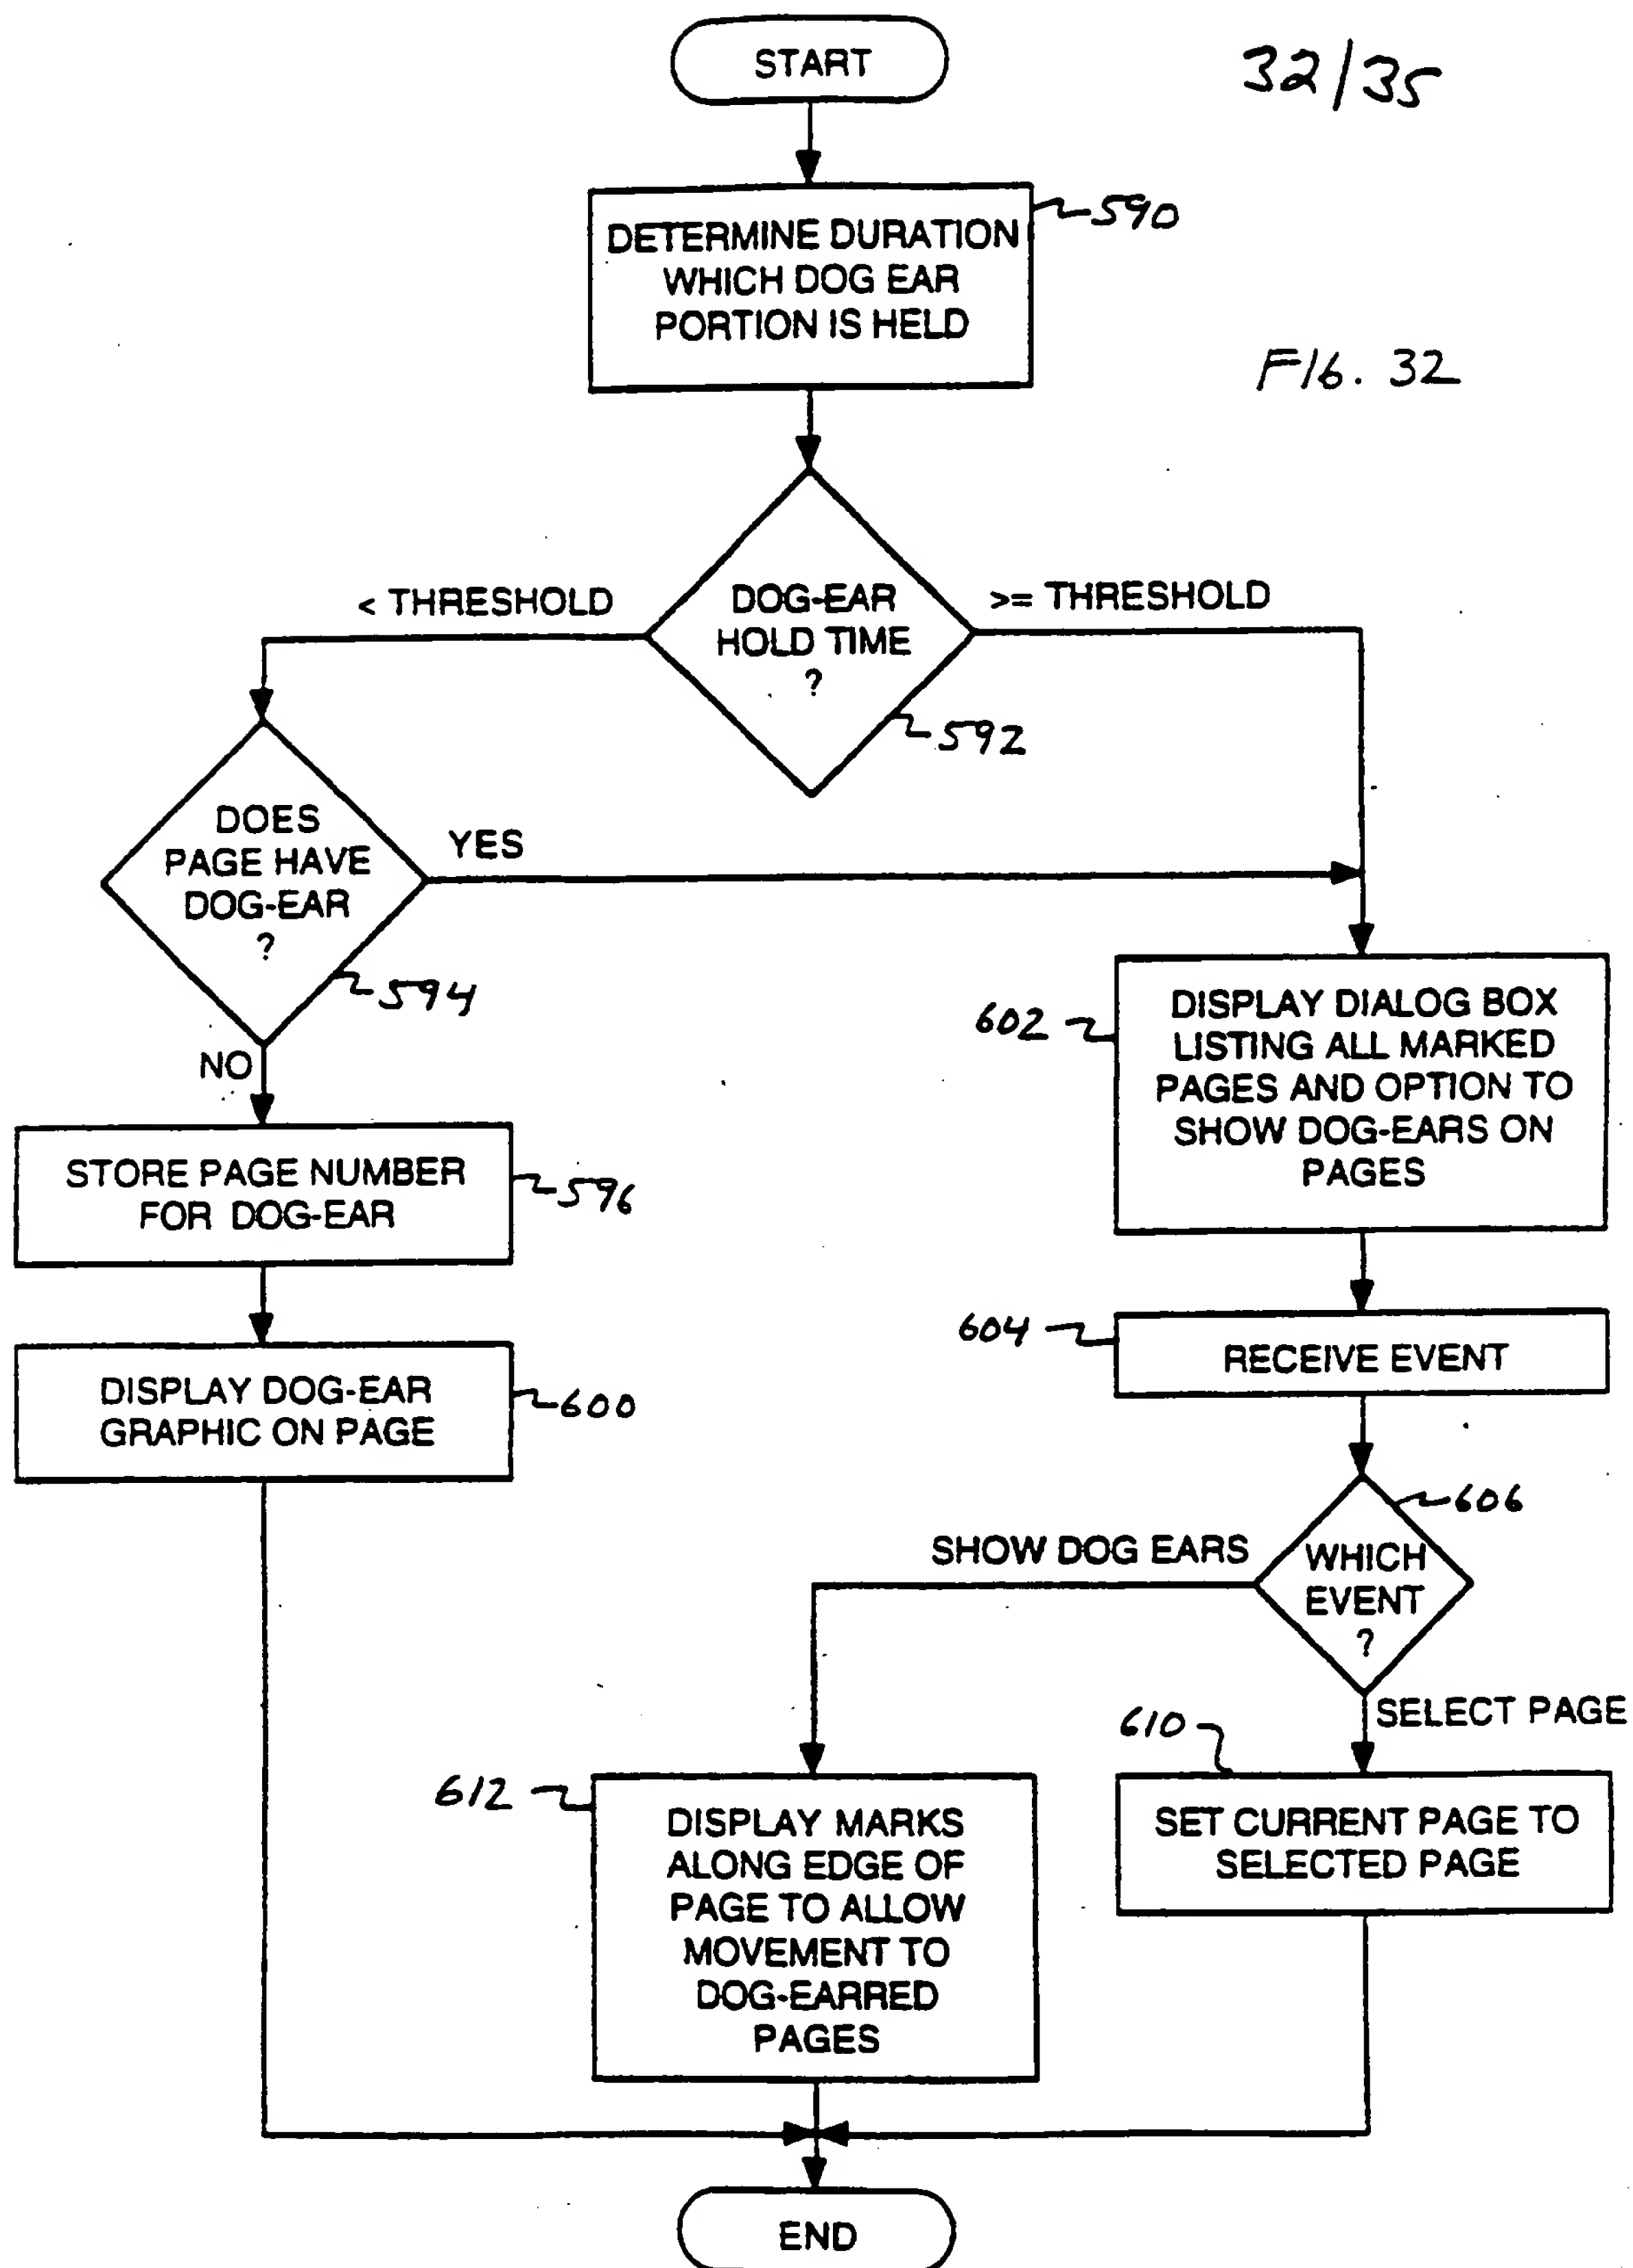 START
32/35
DETERMINE DURATION
WHICH DOG EAR
PORTION IS HELD
590
FIG. 32
< THRESHOLD
DOG-EAR
HOLD TIME
?
>= THRESHOLD
592
DOES
PAGE HAVE
DOG-EAR
?
YES
594
NO
STORE PAGE NUMBER
FOR DOG-EAR
596
DISPLAY DOG-EAR
GRAPHIC ON PAGE
600
602
DISPLAY DIALOG BOX
LISTING ALL MARKED
PAGES AND OPTION TO
SHOW DOG-EARS ON
PAGES
604
RECEIVE EVENT
606
SHOW DOG EARS
WHICH
EVENT
?
SELECT PAGE
610
SET CURRENT PAGE TO
SELECTED PAGE
612
DISPLAY MARKS
ALONG EDGE OF
PAGE TO ALLOW
MOVEMENT TO
DOG-EARRED
PAGES
END